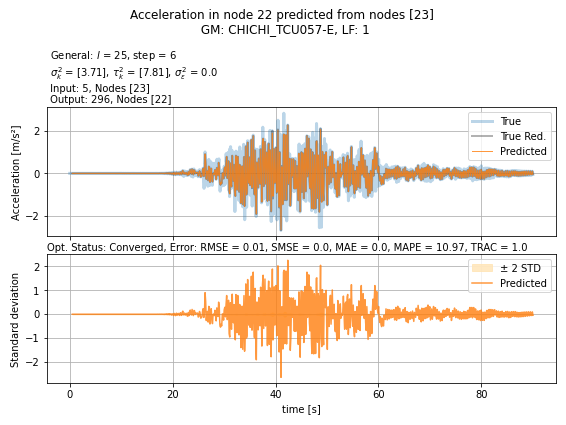 Acceleration in node 22 predicted from nodes [23]
GM: CHICHI_TCU057-E, LF: 1
General: l = 25, step = 6
σ²ₖ = [3.71], τ²ₖ = [7.81], σ²ε = 0.0
Input: 5, Nodes [23]
Output: 296, Nodes [22]
Acceleration [m/s²]
2
0
−2
True
True Red.
Predicted
Opt. Status: Converged, Error: RMSE = 0.01, SMSE = 0.0, MAE = 0.0, MAPE = 10.97, TRAC = 1.0
Standard deviation
2
1
0
−1
−2
± 2 STD
Predicted
0 20 40 60 80
time [s]